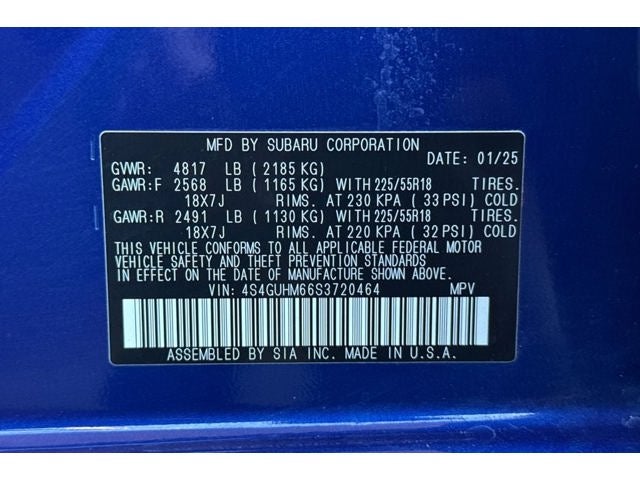 MFD BY SUBARU CORPORATION
DATE: 01/25
GVWR: 4817 LB (2185 KG)
GAWR:F 2568 LB (1165 KG) WITH 225/55R18 TIRES.
18X7J RIMS. AT 230 KPA (33 PSI) COLD
GAWR:R 2491 LB (1130 KG) WITH 225/55R18 TIRES.
18X7J RIMS. AT 220 KPA (32 PSI) COLD
THIS VEHICLE CONFORMS TO ALL APPLICABLE FEDERAL MOTOR
VEHICLE SAFETY AND THEFT PREVENTION STANDARDS
IN EFFECT ON THE DATE OF MANUFACTURE SHOWN ABOVE.
VIN: 4S4GUHM66S3720464 MPV
ASSEMBLED BY SIA INC. MADE IN U.S.A.